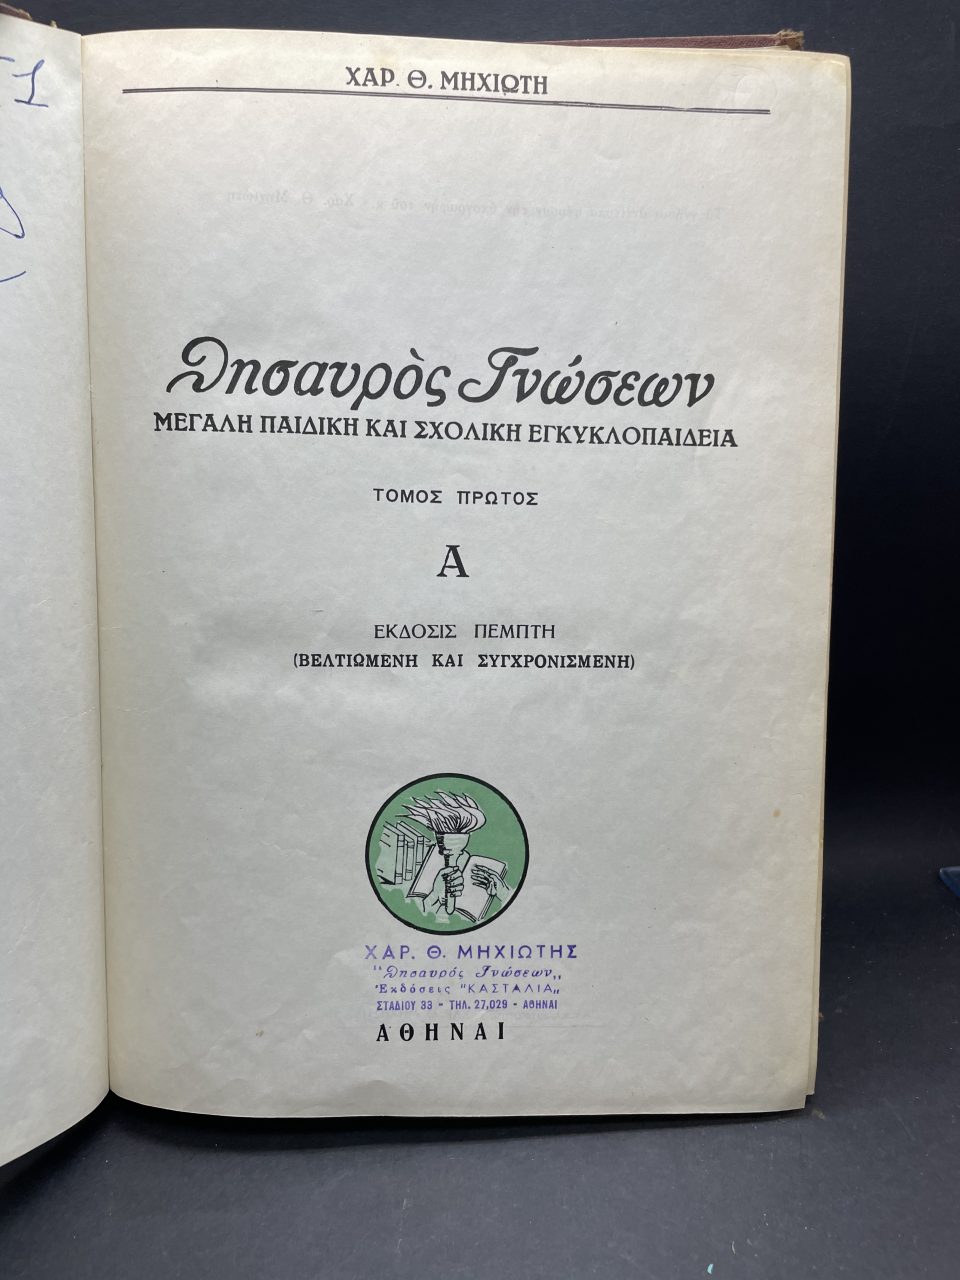 ΧΑΡ. Θ. ΜΗΧΙΩΤΗ
Θησαυρὸς Γνώσεων
ΜΕΓΑΛΗ ΠΑΙΔΙΚΗ ΚΑΙ ΣΧΟΛΙΚΗ ΕΓΚΥΚΛΟΠΑΙΔΕΙΑ
ΤΟΜΟΣ ΠΡΩΤΟΣ
Α
ΕΚΔΟΣΙΣ ΠΕΜΠΤΗ
(ΒΕΛΤΙΩΜΕΝΗ ΚΑΙ ΣΥΓΧΡΟΝΙΣΜΕΝΗ)
ΧΑΡ. Θ. ΜΗΧΙΩΤΗΣ
"Θησαυρός Γνώσεων„
Ἐκδόσεις "ΚΑΣΤΑΛΙΑ„
ΣΤΑΔΙΟΥ 33 - ΤΗΛ. 27.029 - ΑΘΗΝΑΙ
ΑΘΗΝΑΙ